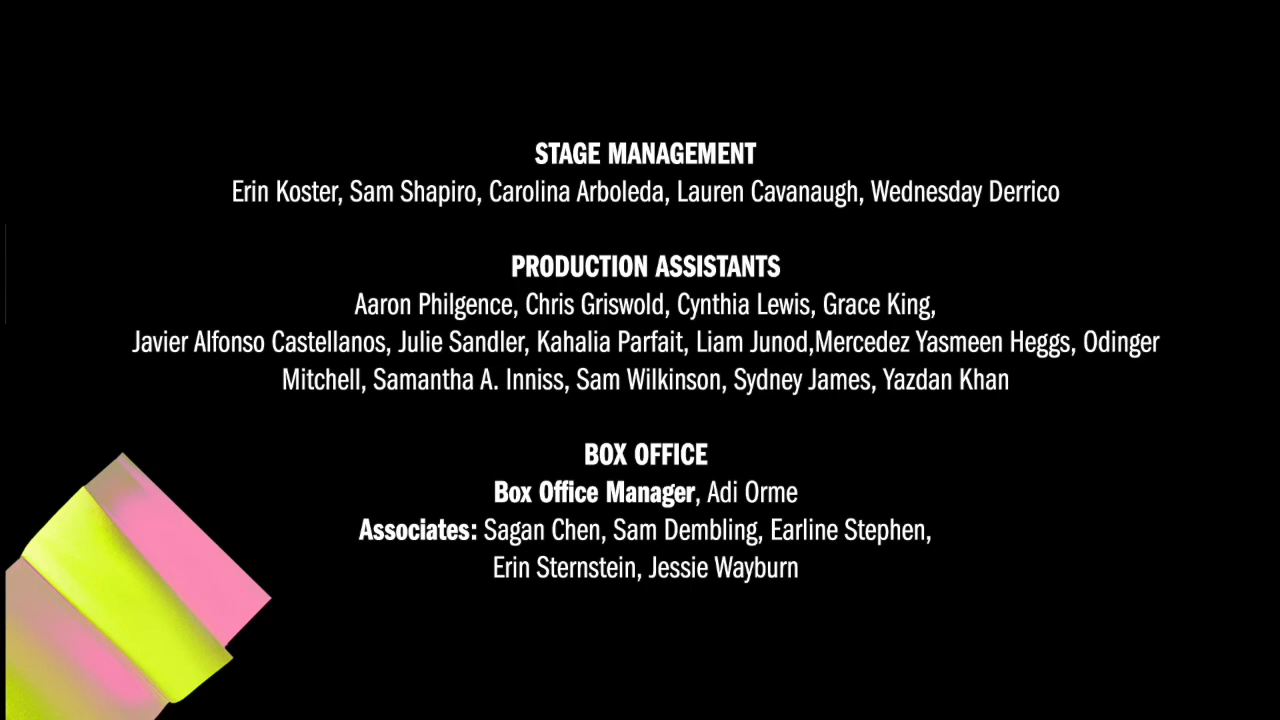 STAGE MANAGEMENT
Erin Koster, Sam Shapiro, Carolina Arboleda, Lauren Cavanaugh, Wednesday Derrico
PRODUCTION ASSISTANTS
Aaron Philgence, Chris Griswold, Cynthia Lewis, Grace King,
Javier Alfonso Castellanos, Julie Sandler, Kahalia Parfait, Liam Junod,Mercedez Yasmeen Heggs, Odinger
Mitchell, Samantha A. Inniss, Sam Wilkinson, Sydney James, Yazdan Khan
BOX OFFICE
Box Office Manager, Adi Orme
Associates: Sagan Chen, Sam Dembling, Earline Stephen,
Erin Sternstein, Jessie Wayburn